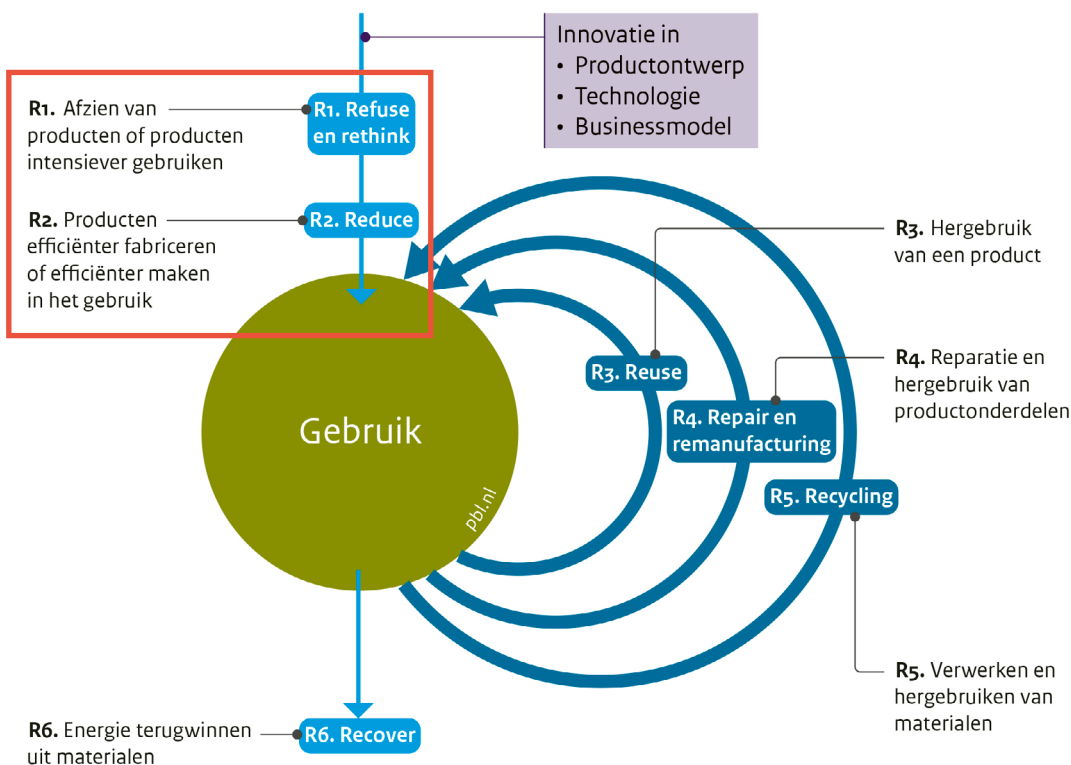 Innovatie in
• Productontwerp
• Technologie
• Businessmodel
R1. Afzien van
producten of producten
intensiever gebruiken
R1. Refuse
en rethink
R2. Producten
efficiënter fabriceren
of efficiënter maken
in het gebruik
R2. Reduce
R3. Hergebruik
van een product
R3. Reuse
R4. Reparatie en
hergebruik van
productonderdelen
R4. Repair en
remanufacturing
Gebruik
pbl.nl
R5. Recycling
R5. Verwerken en
hergebruiken van
materialen
R6. Energie terugwinnen
uit materialen
R6. Recover